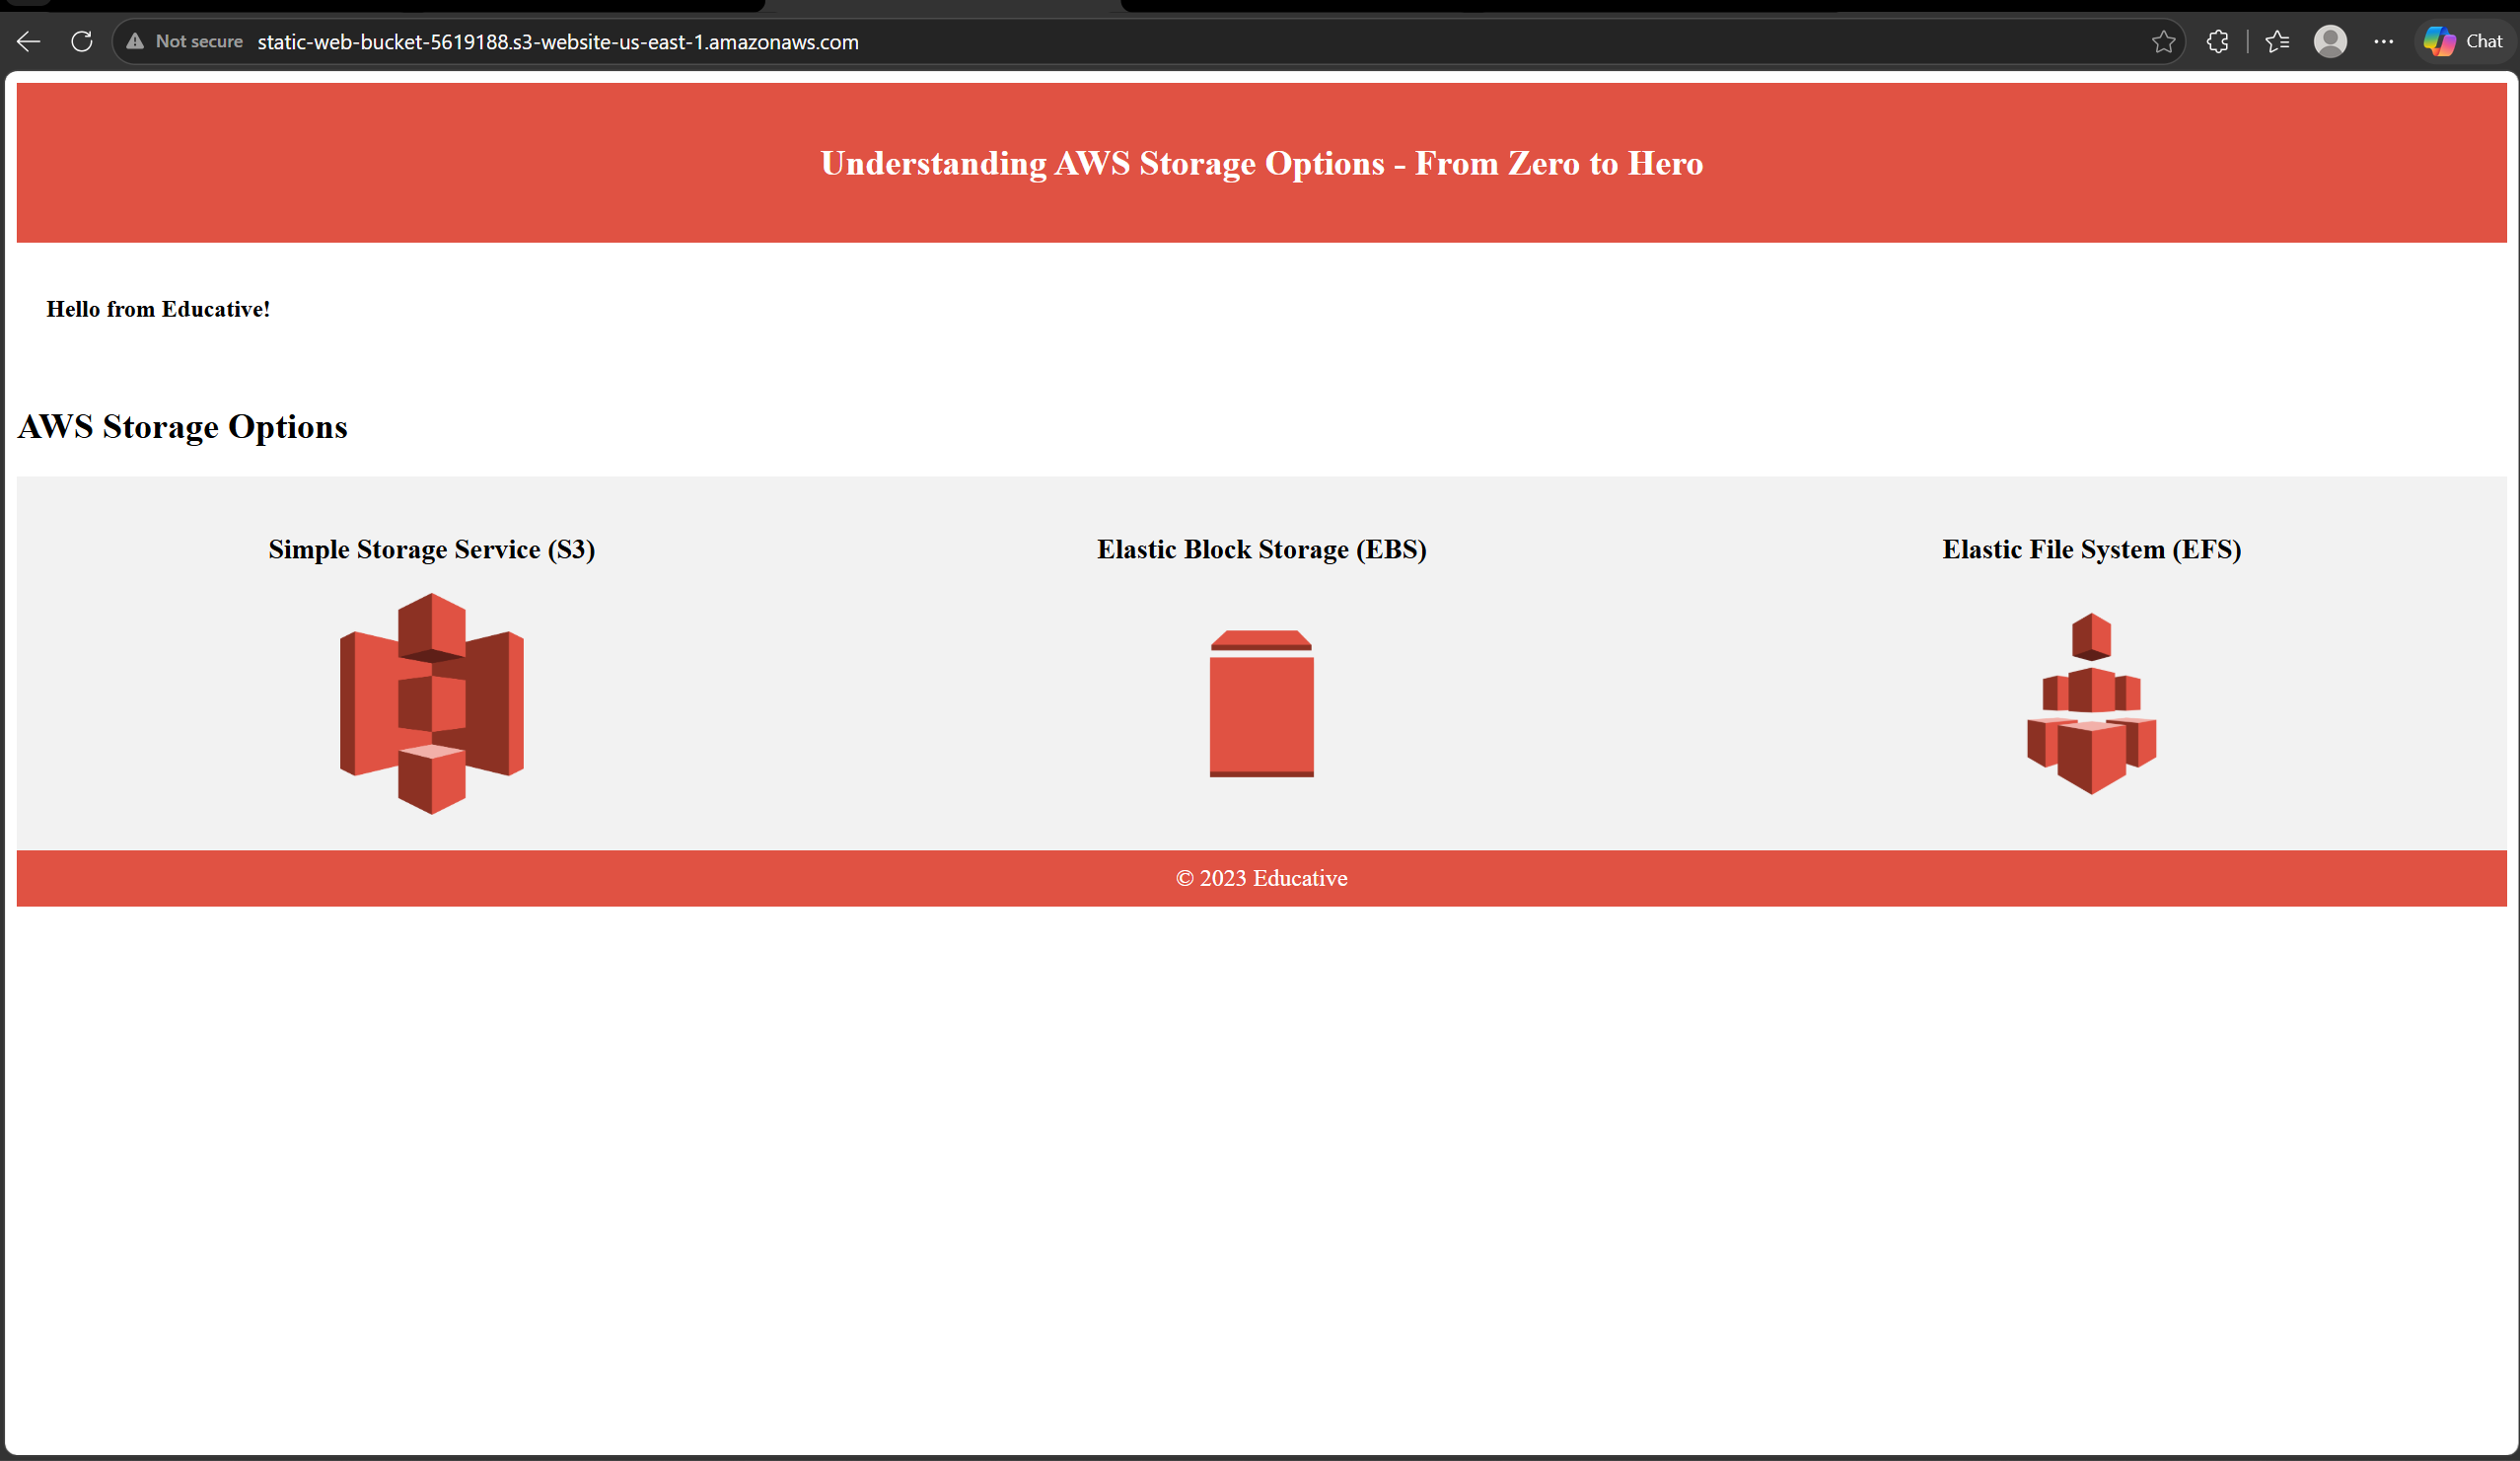 Not secure static-web-bucket-5619188.s3-website-us-east-1.amazonaws.com Chat
Understanding AWS Storage Options - From Zero to Hero
Hello from Educative!
AWS Storage Options
Simple Storage Service (S3)
Elastic Block Storage (EBS)
Elastic File System (EFS)
© 2023 Educative